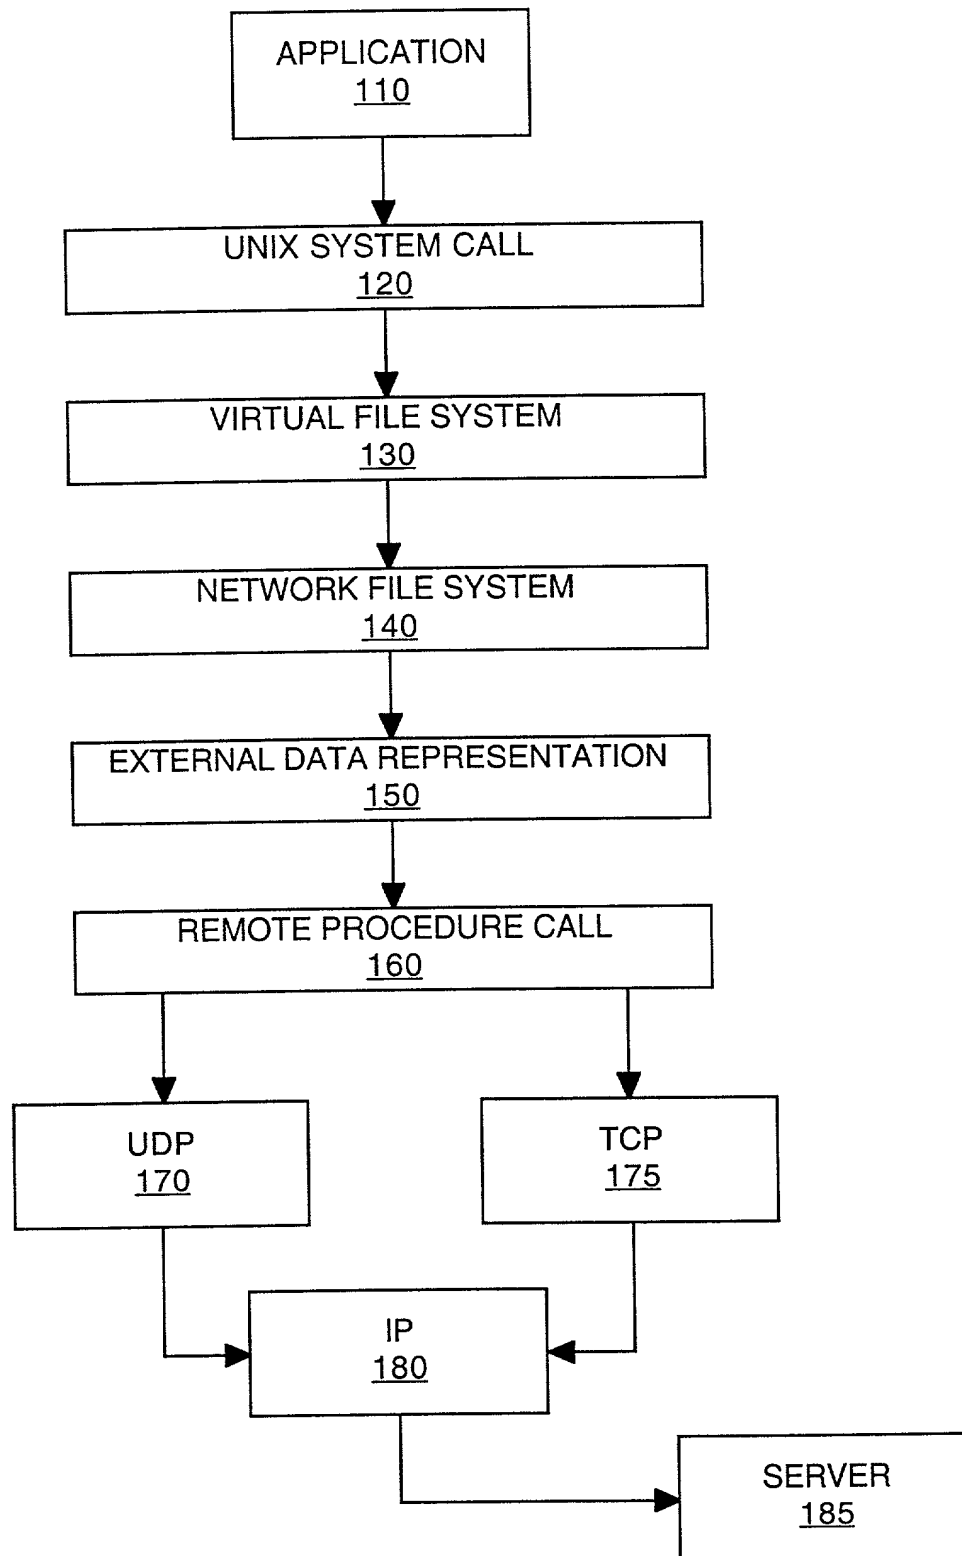 APPLICATION
110
UNIX SYSTEM CALL
120
VIRTUAL FILE SYSTEM
130
NETWORK FILE SYSTEM
140
EXTERNAL DATA REPRESENTATION
150
REMOTE PROCEDURE CALL
160
UDP
170
TCP
175
IP
180
SERVER
185